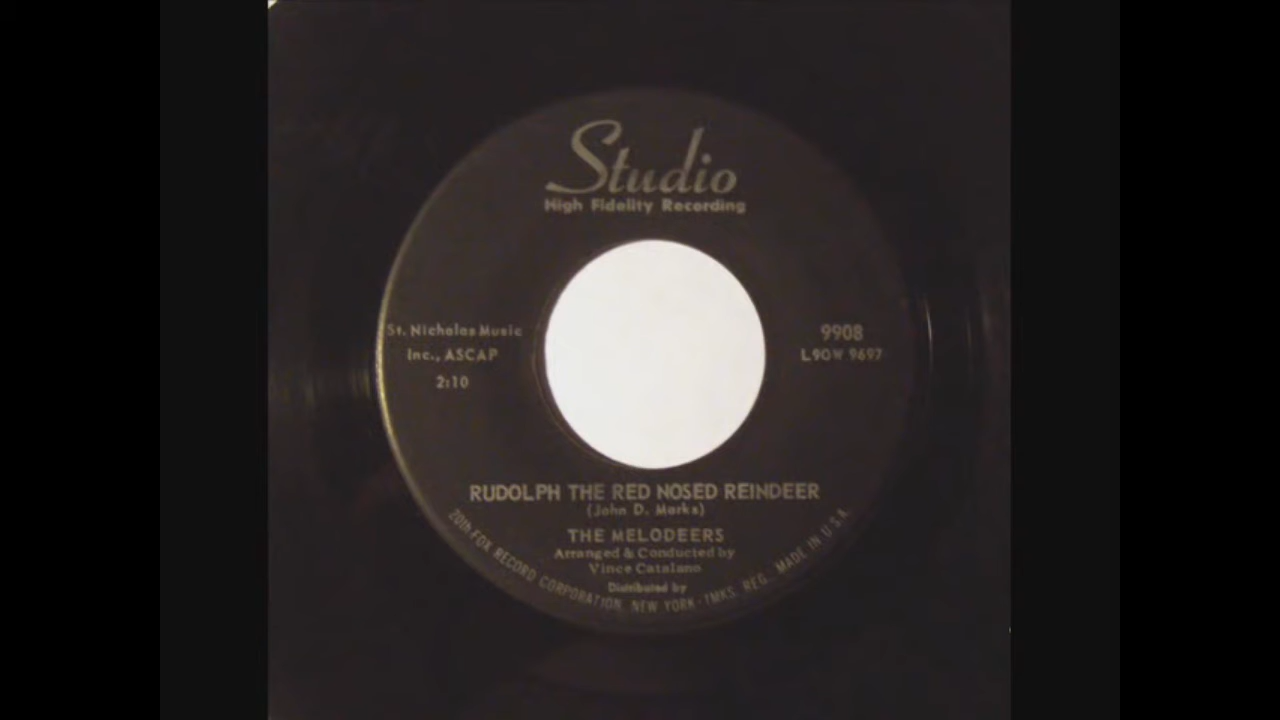 Studio
High Fidelity Recording
St. Nicholas Music
Inc., ASCAP
2:10
9908
L9OW 9697
RUDOLPH THE RED NOSED REINDEER
(John D. Marks)
THE MELODEERS
Arranged & Conducted by
Vince Catalano
Distributed by
20th-FOX RECORD CORPORATION, NEW YORK - TMKS. REG. MADE IN U.S.A.